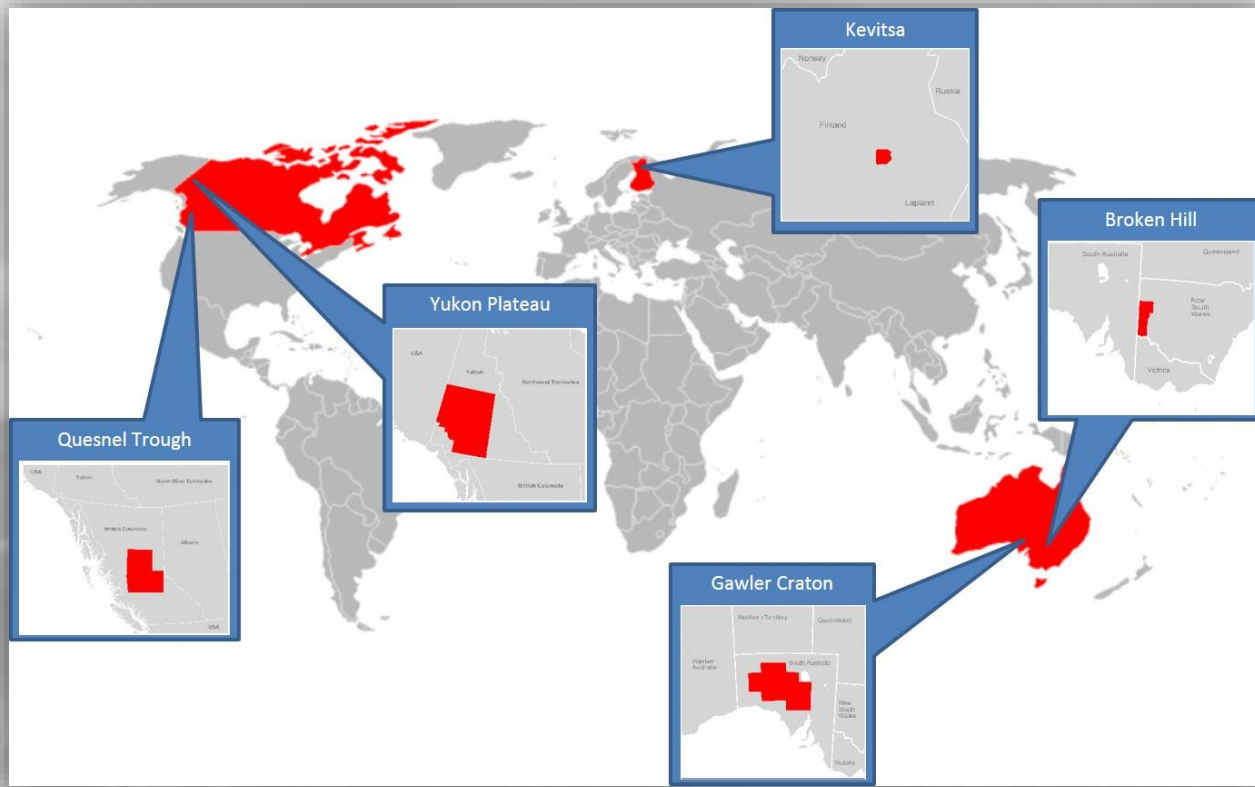 Kevitsa
Norway
Russia
Finland
Lapland
Broken Hill
South Australia
Queensland
New
South
Wales
Victoria
Yukon Plateau
USA
Yukon
Northwest Territories
British Columbia
Quesnel Trough
USA
Yukon
North West Territories
British Columbia
Alberta
USA
Gawler Craton
Northern Territory
Queensland
Western
Australia
South Australia
New
South
Wales
Victoria